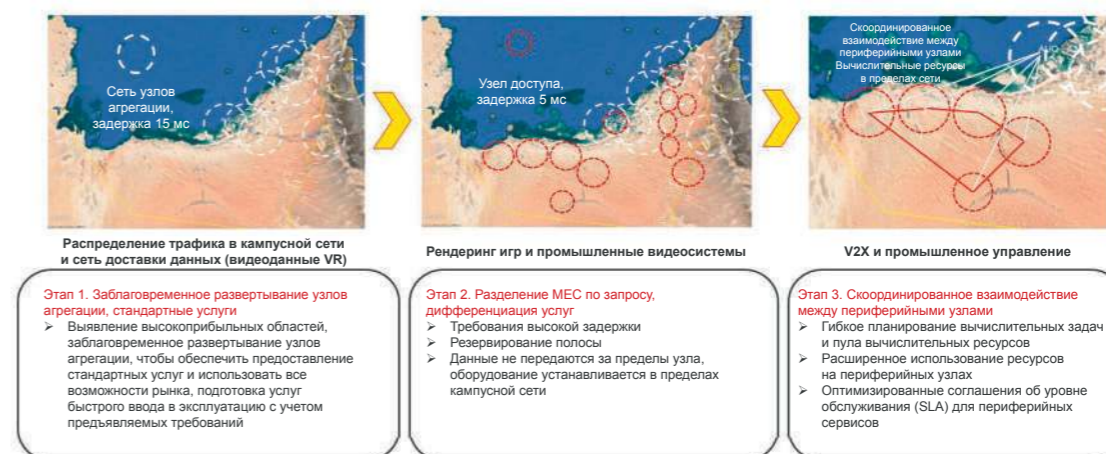 Сеть узлов
агрегации,
задержка 15 мс
Узел доступа,
задержка 5 мс
Скоординированное
взаимодействие между
периферийными узлами
Вычислительные ресурсы
в пределах сети
Распределение трафика в кампусной сети
и сеть доставки данных (видеоданные VR)
Рендеринг игр и промышленные видеосистемы
V2X и промышленное управление
Этап 1. Заблаговременное развертывание узлов
агрегации, стандартные услуги
➢ Выявление высокоприбыльных областей,
заблаговременное развертывание узлов
агрегации, чтобы обеспечить предоставление
стандартных услуг и использовать все
возможности рынка, подготовка услуг
быстрого ввода в эксплуатацию с учетом
предъявляемых требований
Этап 2. Разделение MEC по запросу,
дифференциация услуг
➢ Требования высокой задержки
➢ Резервирование полосы
➢ Данные не передаются за пределы узла,
оборудование устанавливается в пределах
кампусной сети
Этап 3. Скоординированное взаимодействие
между периферийными узлами
➢ Гибкое планирование вычислительных задач
и пула вычислительных ресурсов
➢ Расширенное использование ресурсов
на периферийных узлах
➢ Оптимизированные соглашения об уровне
обслуживания (SLA) для периферийных
сервисов